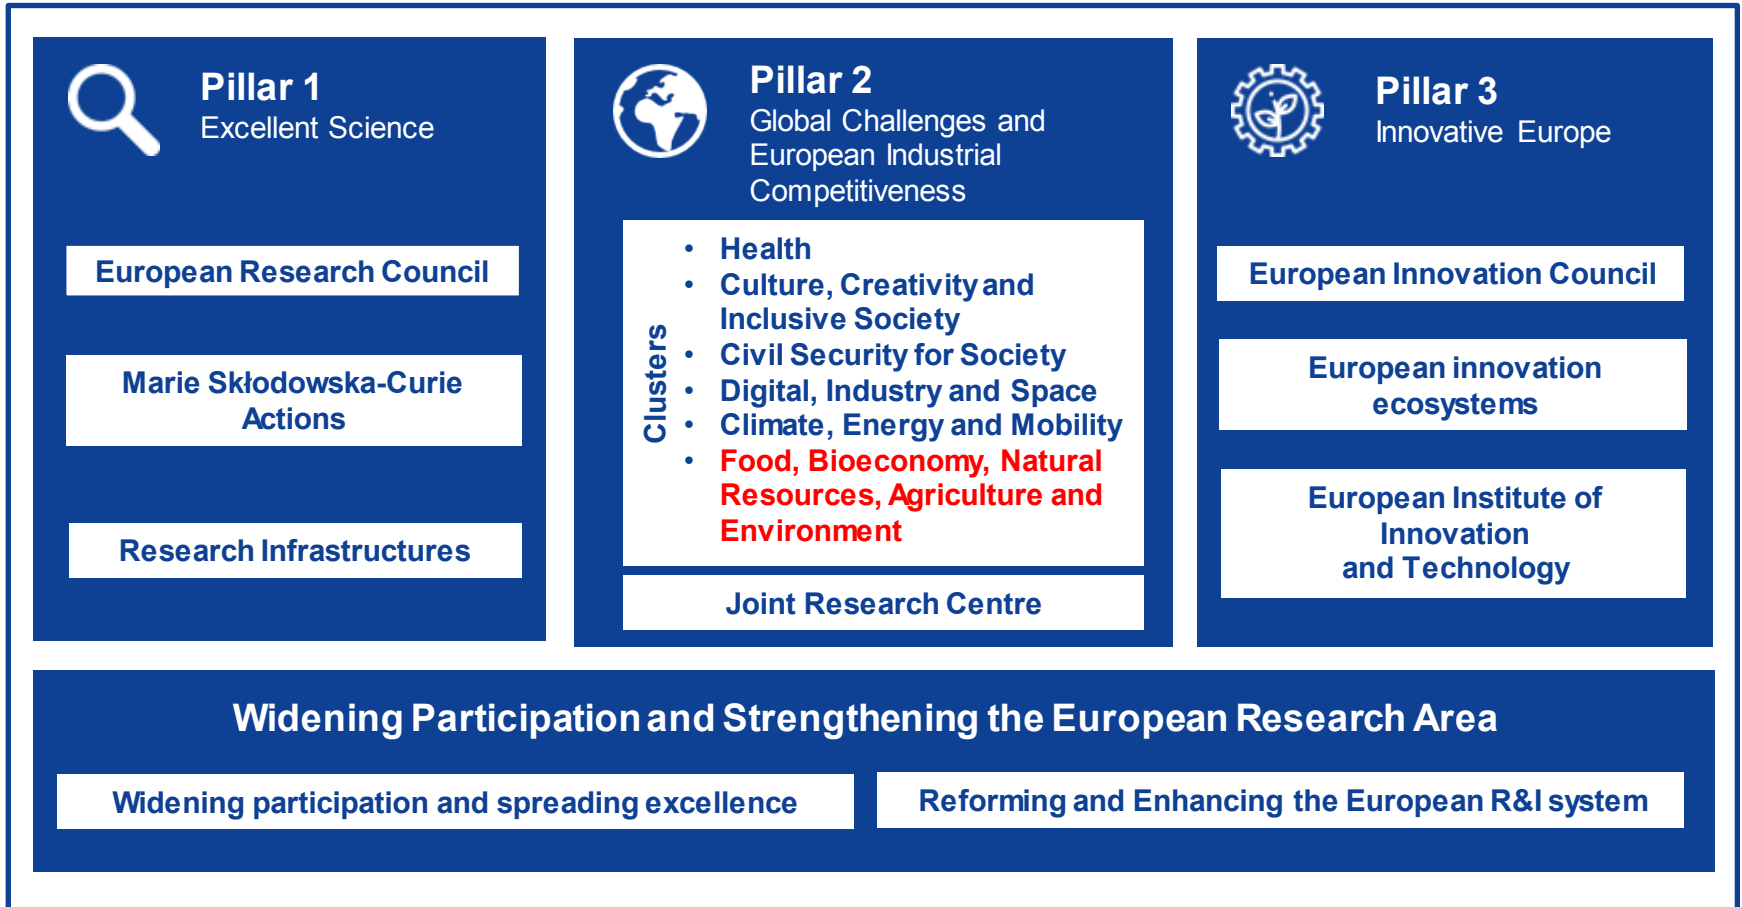 Pillar 1
Excellent Science
European Research Council
Marie Skłodowska-Curie
Actions
Research Infrastructures
Pillar 2
Global Challenges and
European Industrial
Competitiveness
Clusters
• Health
• Culture, Creativity and
Inclusive Society
• Civil Security for Society
• Digital, Industry and Space
• Climate, Energy and Mobility
• Food, Bioeconomy, Natural
Resources, Agriculture and
Environment
Joint Research Centre
Pillar 3
Innovative Europe
European Innovation Council
European innovation
ecosystems
European Institute of
Innovation
and Technology
Widening Participation and Strengthening the European Research Area
Widening participation and spreading excellence
Reforming and Enhancing the European R&I system